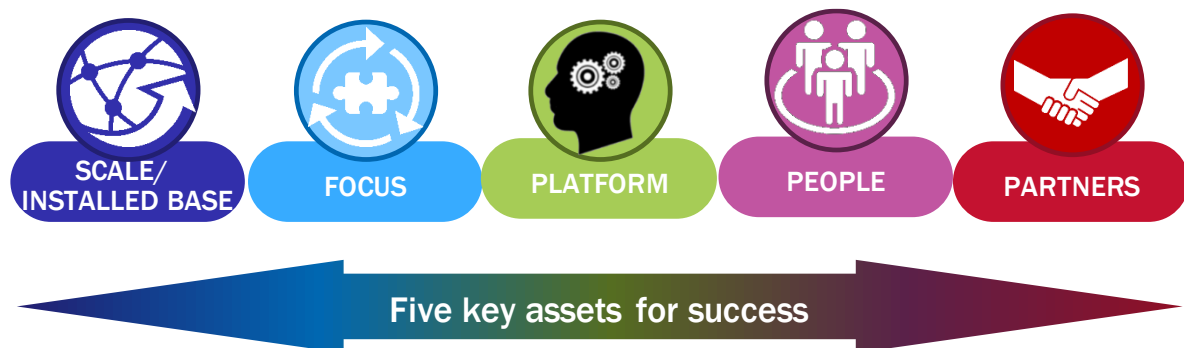 SCALE/
INSTALLED BASE
FOCUS
PLATFORM
PEOPLE
PARTNERS
Five key assets for success